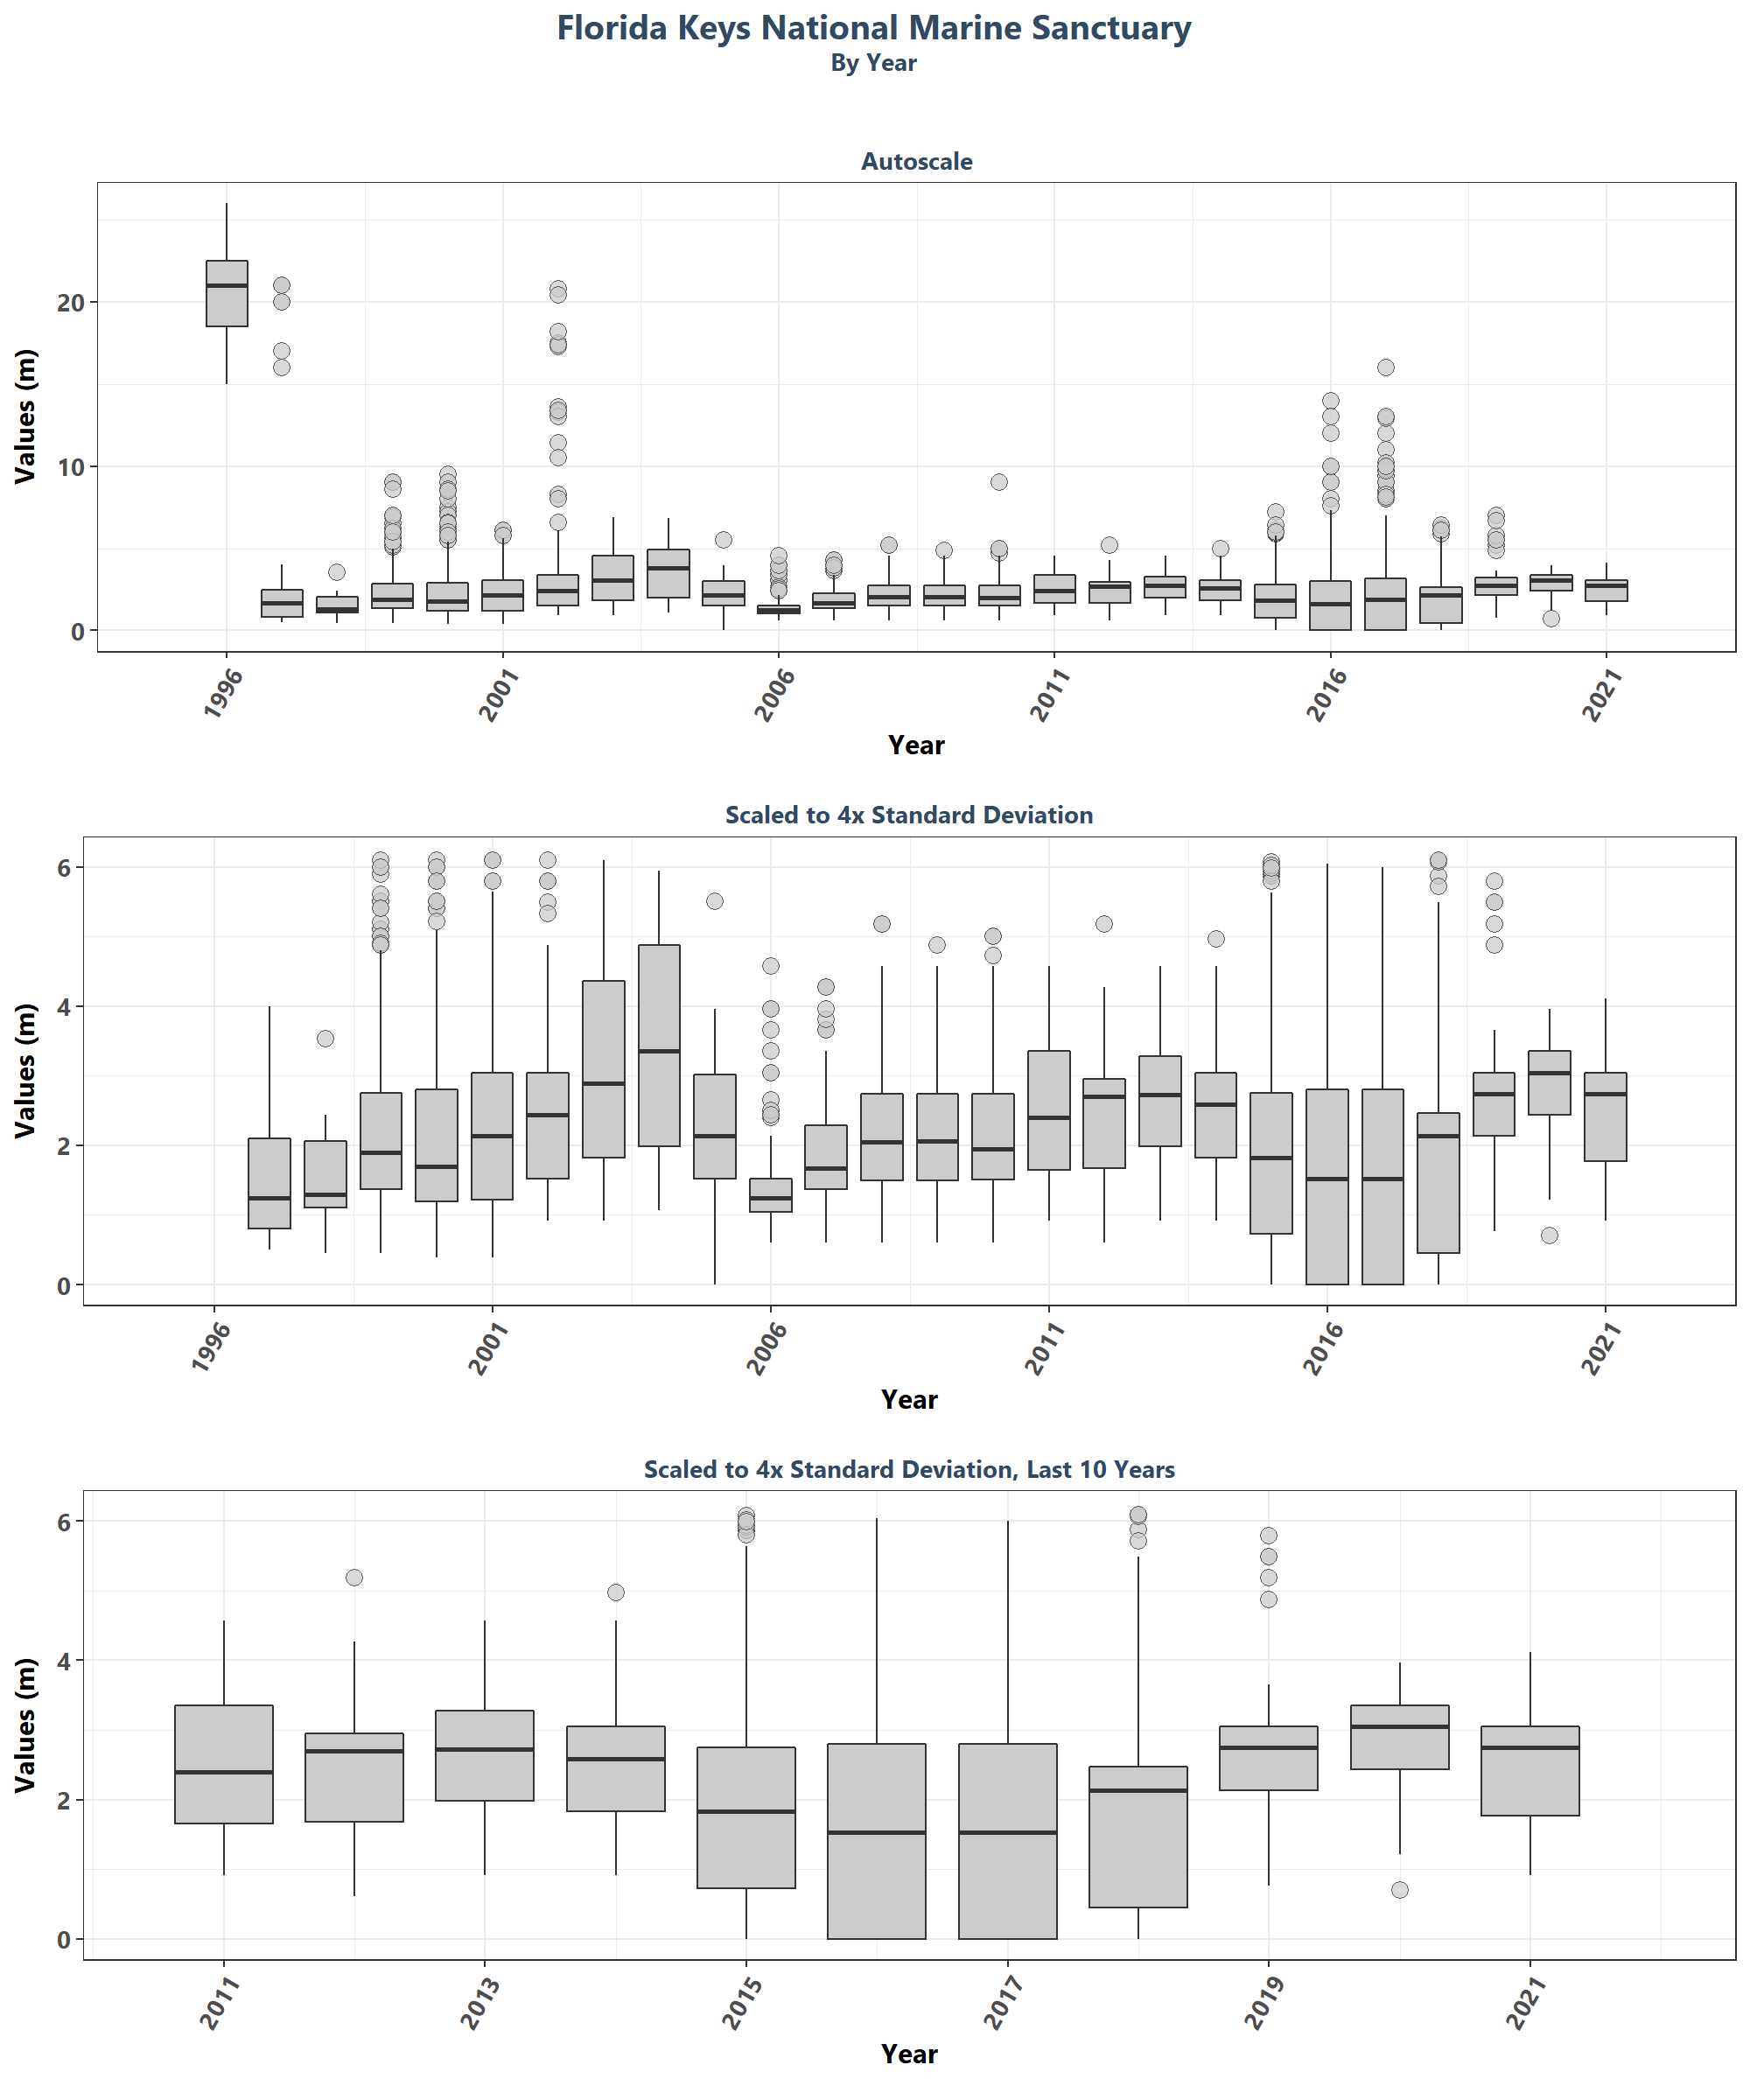 Florida Keys National Marine Sanctuary
By Year
Autoscale
Values (m)
20
10
0
1996
2001
2006
2011
2016
2021
Year
Scaled to 4x Standard Deviation
Values (m)
6
4
2
0
1996
2001
2006
2011
2016
2021
Year
Scaled to 4x Standard Deviation, Last 10 Years
Values (m)
6
4
2
0
2011
2013
2015
2017
2019
2021
Year